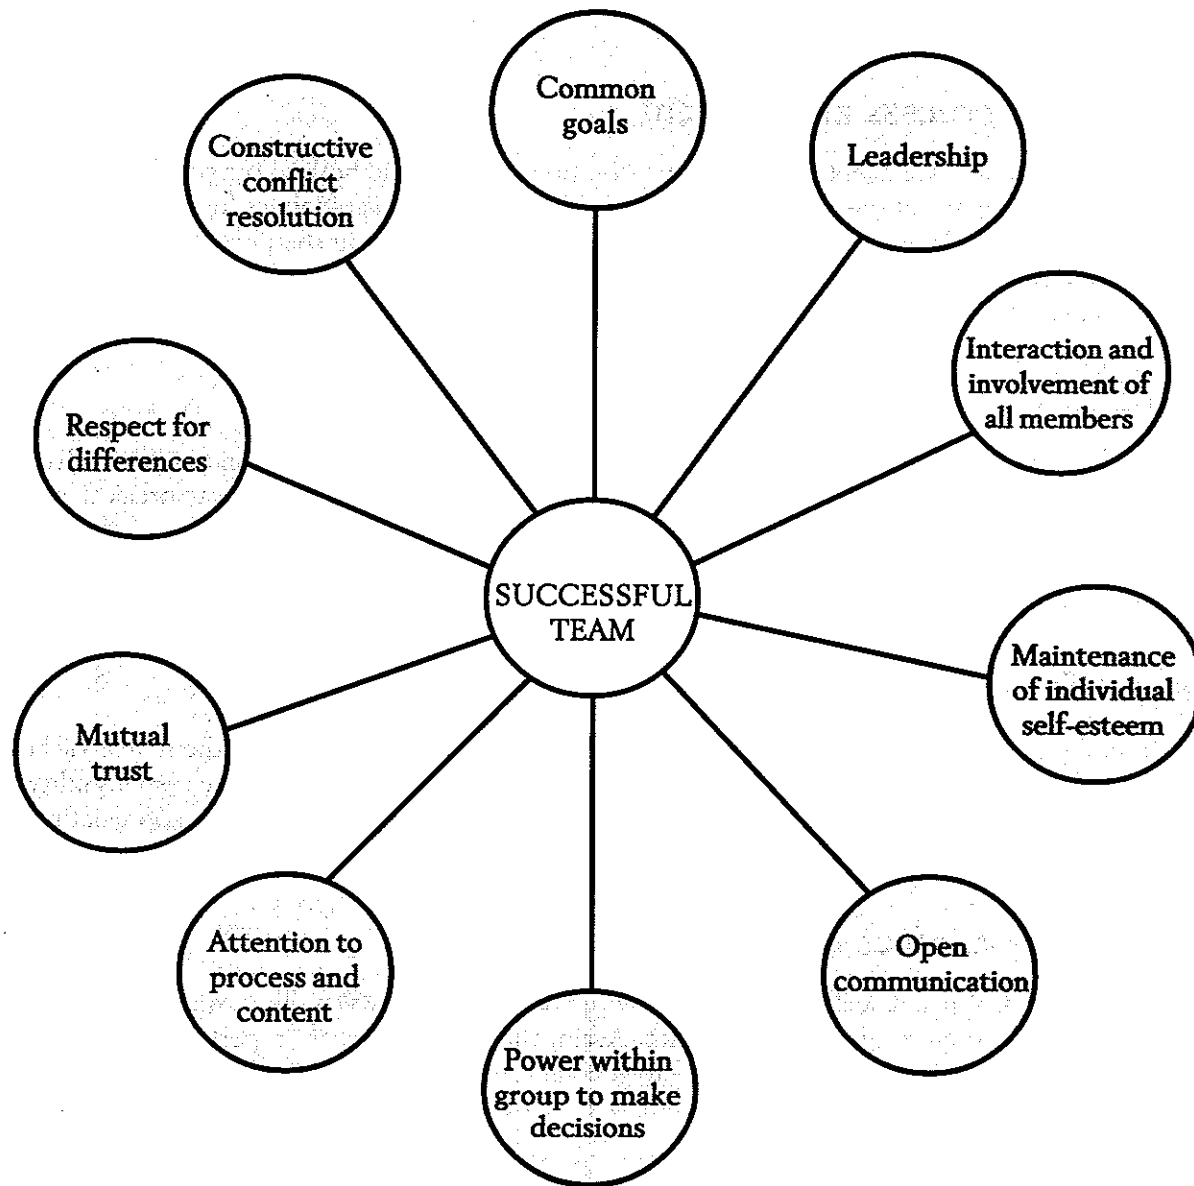 Common
goals
Leadership
Constructive
conflict
resolution
Interaction and
involvement of
all members
Respect for
differences
SUCCESSFUL
TEAM
Maintenance
of individual
self-esteem
Mutual
trust
Attention to
process and
content
Open
communication
Power within
group to make
decisions